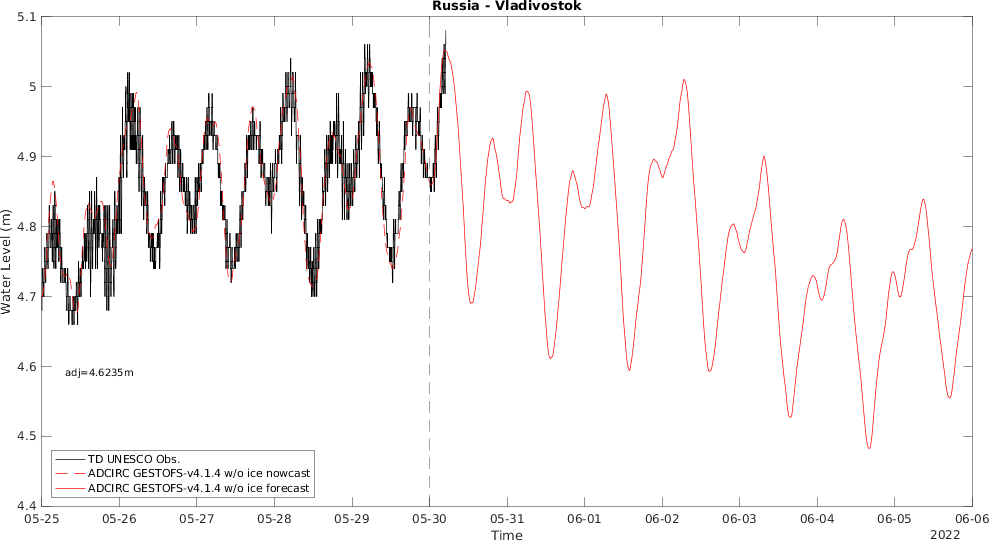 Russia - Vladivostok
Water Level (m)
5.1
5
4.9
4.8
4.7
4.6
4.5
4.4
adj=4.6235m
TD UNESCO Obs.
ADCIRC GESTOFS-v4.1.4 w/o ice nowcast
ADCIRC GESTOFS-v4.1.4 w/o ice forecast
05-25 05-26 05-27 05-28 05-29 05-30 05-31 06-01 06-02 06-03 06-04 06-05 06-06
Time
2022